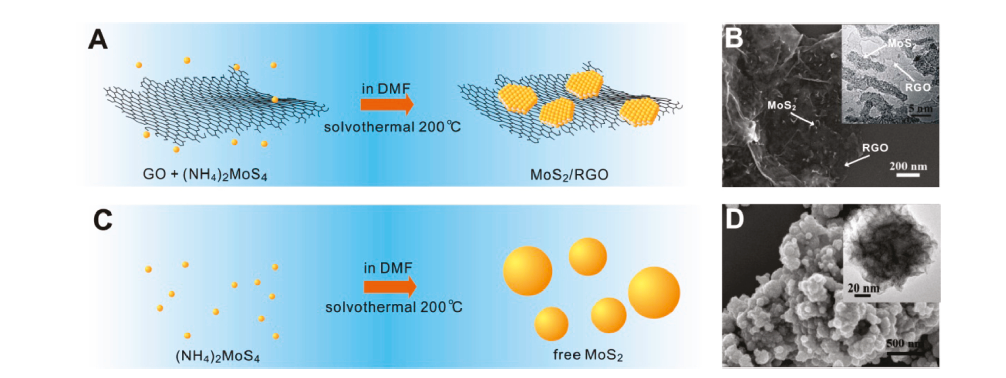 A
in DMF
solvothermal 200℃
GO + (NH₄)₂MoS₄
MoS₂/RGO
B
MoS₂
RGO
5 nm
MoS₂
RGO
200 nm
C
in DMF
solvothermal 200℃
(NH₄)₂MoS₄
free MoS₂
D
20 nm
500 nm